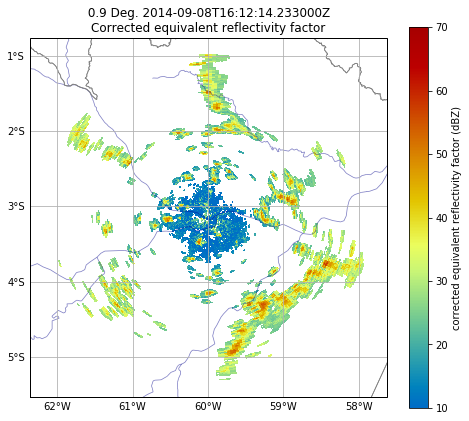 0.9 Deg. 2014-09-08T16:12:14.233000Z
Corrected equivalent reflectivity factor
1°S
2°S
3°S
4°S
5°S
62°W 61°W 60°W 59°W 58°W
70
60
50
40
30
20
10
corrected equivalent reflectivity factor (dBZ)